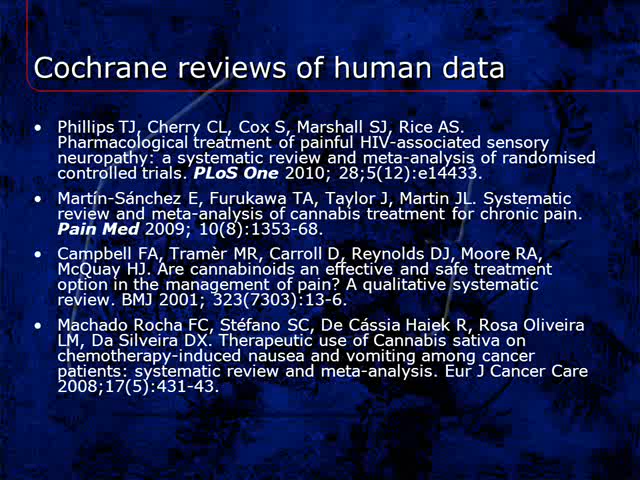 Cochrane reviews of human data
• Phillips TJ, Cherry CL, Cox S, Marshall SJ, Rice AS.
Pharmacological treatment of painful HIV-associated sensory
neuropathy: a systematic review and meta-analysis of randomised
controlled trials. PLoS One 2010; 28;5(12):e14433.
• Martín-Sánchez E, Furukawa TA, Taylor J, Martin JL. Systematic
review and meta-analysis of cannabis treatment for chronic pain.
Pain Med 2009; 10(8):1353-68.
• Campbell FA, Tramèr MR, Carroll D, Reynolds DJ, Moore RA,
McQuay HJ. Are cannabinoids an effective and safe treatment
option in the management of pain? A qualitative systematic
review. BMJ 2001; 323(7303):13-6.
• Machado Rocha FC, Stéfano SC, De Cássia Haiek R, Rosa Oliveira
LM, Da Silveira DX. Therapeutic use of Cannabis sativa on
chemotherapy-induced nausea and vomiting among cancer
patients: systematic review and meta-analysis. Eur J Cancer Care
2008;17(5):431-43.